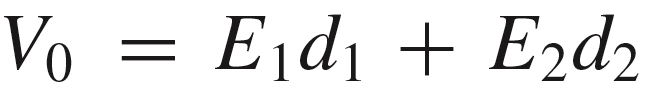 V₀ = E₁d₁ + E₂d₂